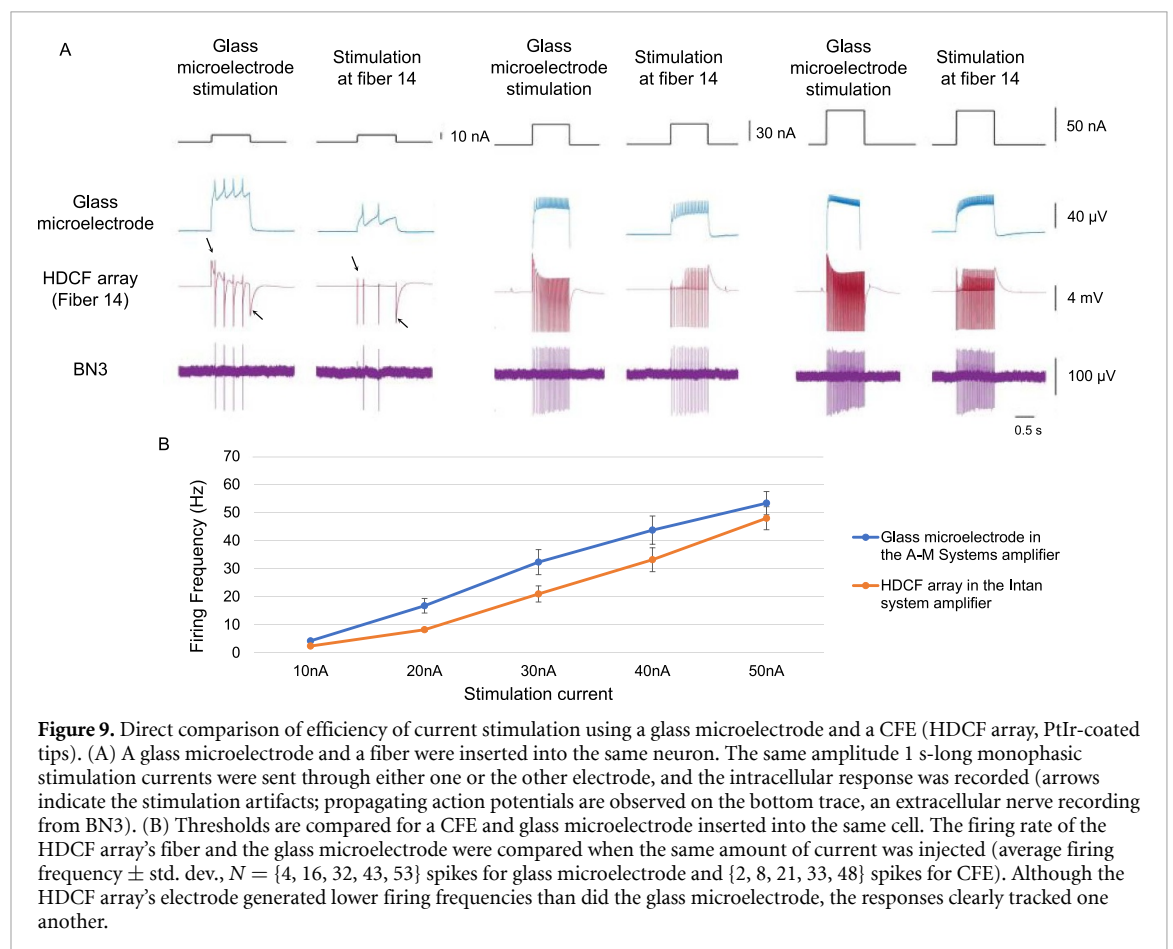 A
Glass
microelectrode
stimulation
Stimulation
at fiber 14
Glass
microelectrode
stimulation
Stimulation
at fiber 14
Glass
microelectrode
stimulation
Stimulation
at fiber 14
10 nA
30 nA
50 nA
Glass
microelectrode
40 µV
HDCF array
(Fiber 14)
4 mV
BN3
100 µV
0.5 s
B
Firing Frequency (Hz)
70
60
50
40
30
20
10
0
10nA 20nA 30nA 40nA 50nA
Stimulation current
Glass microelectrode in
the A-M Systems amplifier
HDCF array in the Intan
system amplifier
Figure 9. Direct comparison of efficiency of current stimulation using a glass microelectrode and a CFE (HDCF array, PtIr-coated
tips). (A) A glass microelectrode and a fiber were inserted into the same neuron. The same amplitude 1 s-long monophasic
stimulation currents were sent through either one or the other electrode, and the intracellular response was recorded (arrows
indicate the stimulation artifacts; propagating action potentials are observed on the bottom trace, an extracellular nerve recording
from BN3). (B) Thresholds are compared for a CFE and glass microelectrode inserted into the same cell. The firing rate of the
HDCF array's fiber and the glass microelectrode were compared when the same amount of current was injected (average firing
frequency ± std. dev., N = {4, 16, 32, 43, 53} spikes for glass microelectrode and {2, 8, 21, 33, 48} spikes for CFE). Although the
HDCF array's electrode generated lower firing frequencies than did the glass microelectrode, the responses clearly tracked one
another.